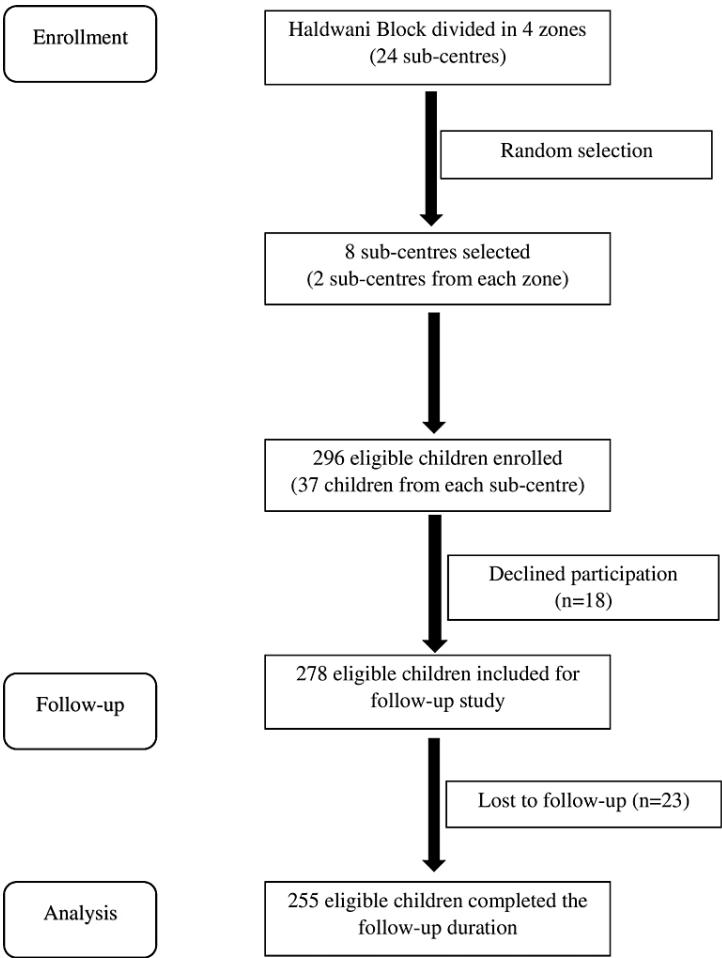 Enrollment
Haldwani Block divided in 4 zones
(24 sub-centres)
Random selection
8 sub-centres selected
(2 sub-centres from each zone)
296 eligible children enrolled
(37 children from each sub-centre)
Declined participation
(n=18)
Follow-up
278 eligible children included for
follow-up study
Lost to follow-up (n=23)
Analysis
255 eligible children completed the
follow-up duration